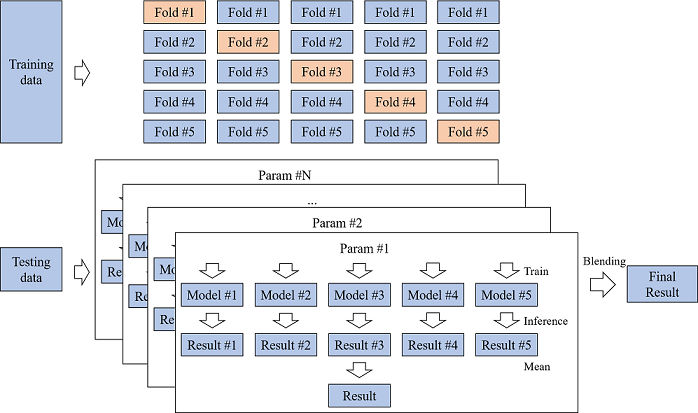 Training
data
Fold #1 Fold #1 Fold #1 Fold #1 Fold #1
Fold #2 Fold #2 Fold #2 Fold #2 Fold #2
Fold #3 Fold #3 Fold #3 Fold #3 Fold #3
Fold #4 Fold #4 Fold #4 Fold #4 Fold #4
Fold #5 Fold #5 Fold #5 Fold #5 Fold #5
Testing
data
Param #N
Mo
Re
...
Mo
Re
Param #2
Mo
Re
Param #1
Train
Model #1 Model #2 Model #3 Model #4 Model #5
Inference
Result #1 Result #2 Result #3 Result #4 Result #5
Mean
Result
Blending
Final
Result